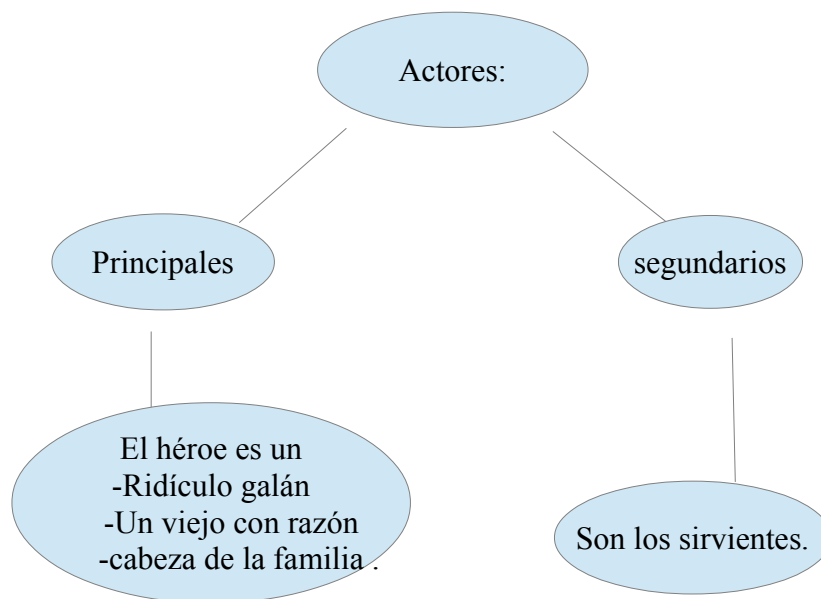 Actores:
Principales
segundarios
El héroe es un
-Ridículo galán
-Un viejo con razón
-cabeza de la familia .
Son los sirvientes.